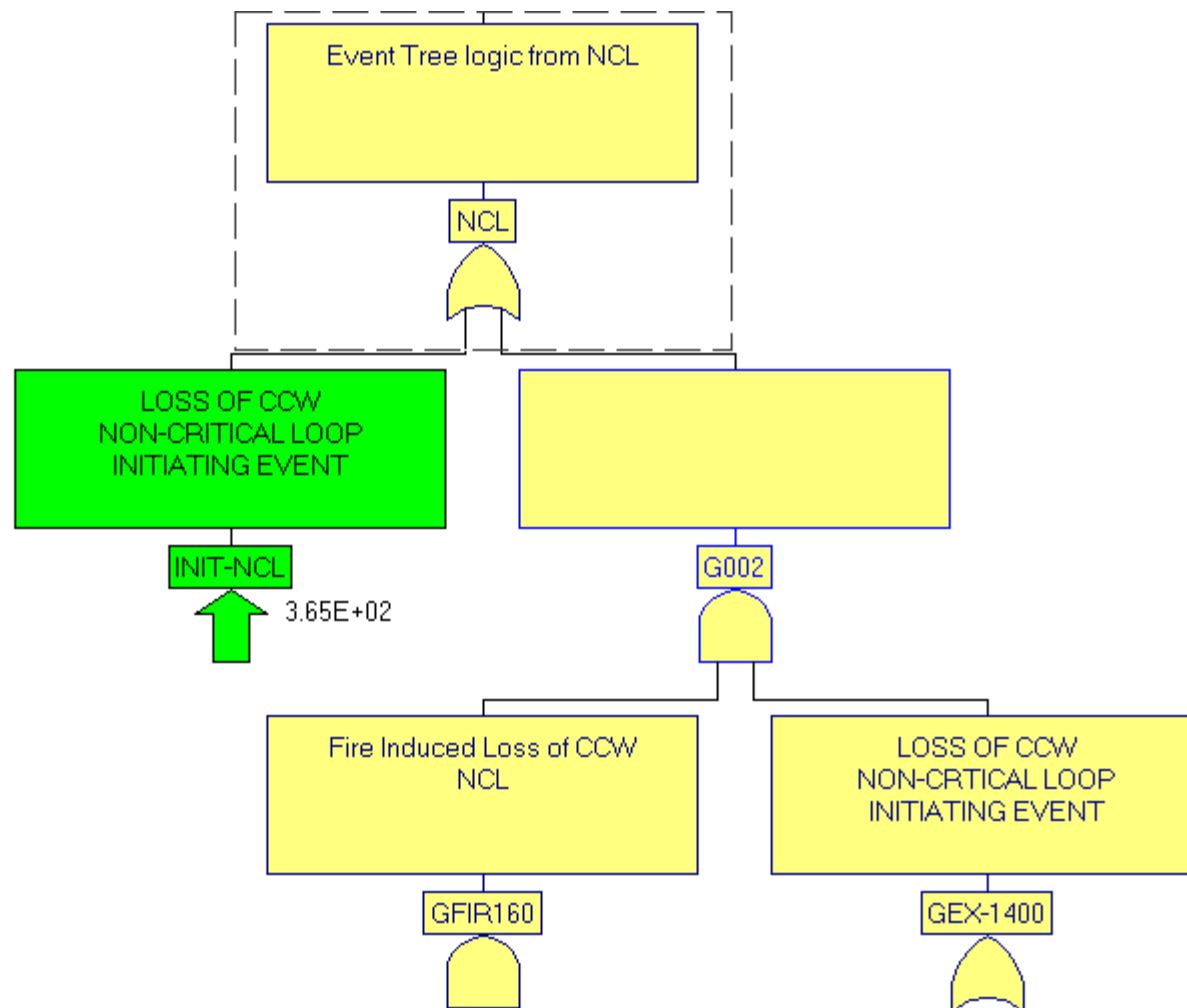 Event Tree logic from NCL
NCL
LOSS OF CCW
NON-CRITICAL LOOP
INITIATING EVENT
INIT-NCL
3.65E+02
G002
Fire Induced Loss of CCW
NCL
GFIR160
LOSS OF CCW
NON-CRTICAL LOOP
INITIATING EVENT
GEX-1400